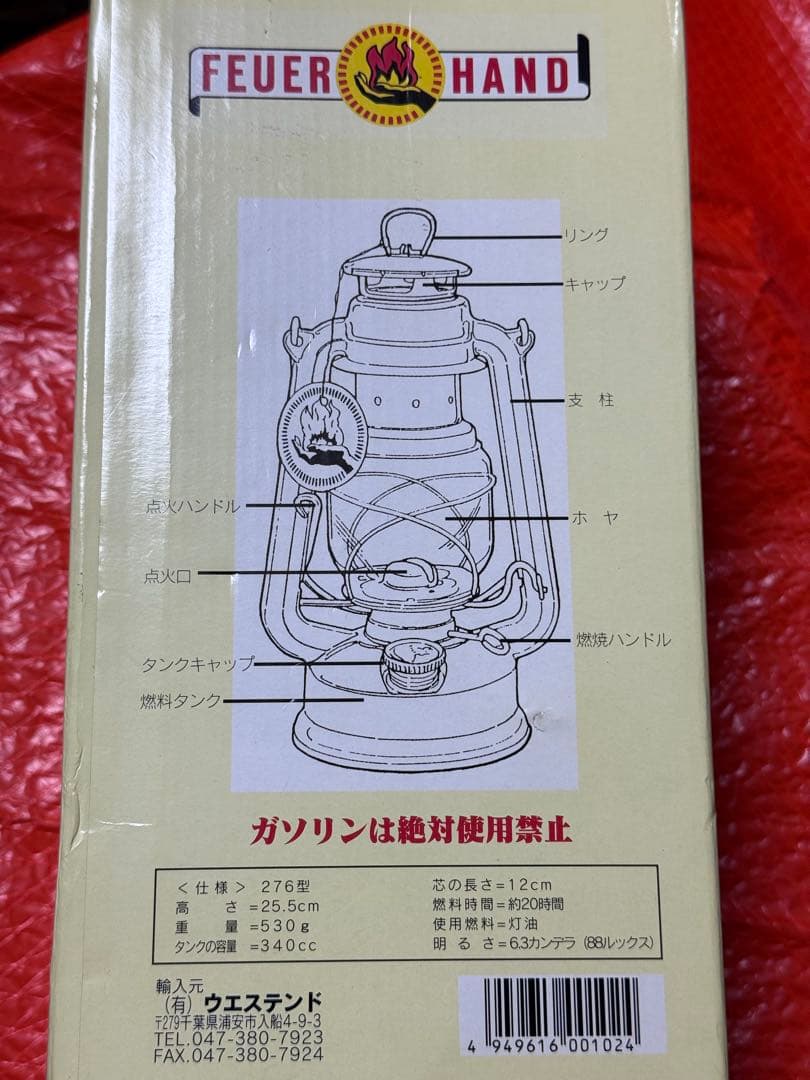 FEUER HAND
リング
キャップ
支 柱
点火ハンドル
ホ ヤ
点火口
燃焼ハンドル
タンクキャップ
燃料タンク
ガソリンは絶対使用禁止
<仕様> 276型
高 さ =25.5cm
重 量 =530g
タンクの容量 =340cc
芯の長さ=12cm
燃料時間=約20時間
使用燃料=灯油
明るさ=6.3カンデラ (88ルックス)
輸入元
(有) ウエステンド
〒279千葉県浦安市入船4-9-3
TEL.047-380-7923
FAX.047-380-7924
4 949616 001024